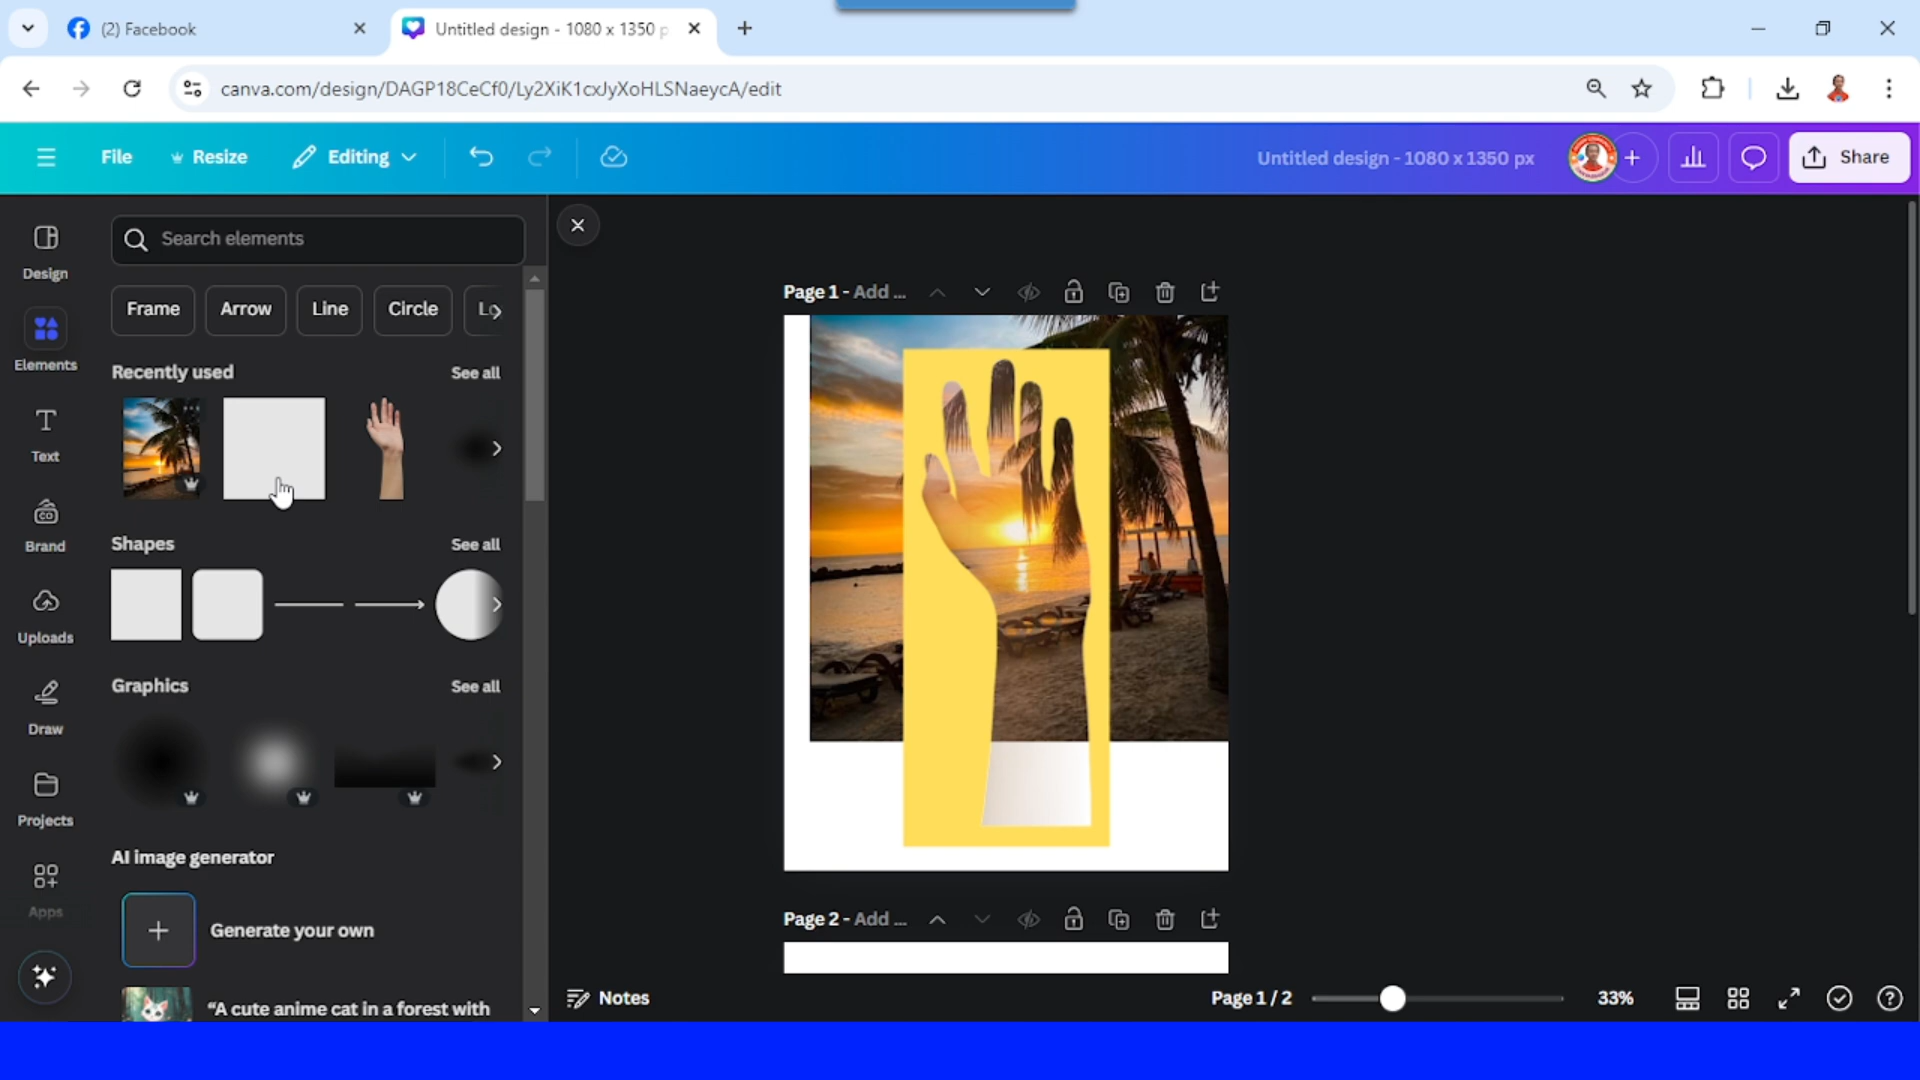 (2) Facebook
Untitled design - 1080 x 1350 p
canva.com/design/DAGP18CeCf0/Ly2XiK1cxJyXoHLSNaeycA/edit
File
Resize
Editing
Untitled design - 1080 x 1350 px
Share
Design
Elements
Text
Brand
Uploads
Draw
Projects
Apps
Search elements
Frame
Arrow
Line
Circle
Lo
Recently used
See all
Shapes
See all
Graphics
See all
AI image generator
Generate your own
“A cute anime cat in a forest with
Page 1 - Add ...
Page 2 - Add ...
Notes
Page 1 / 2
33%